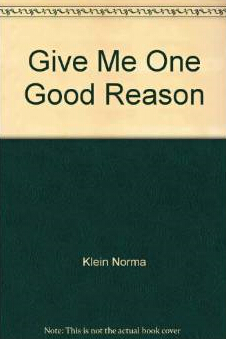 Give Me One
Good Reason
Klein Norma
Note: This is not the actual book cover